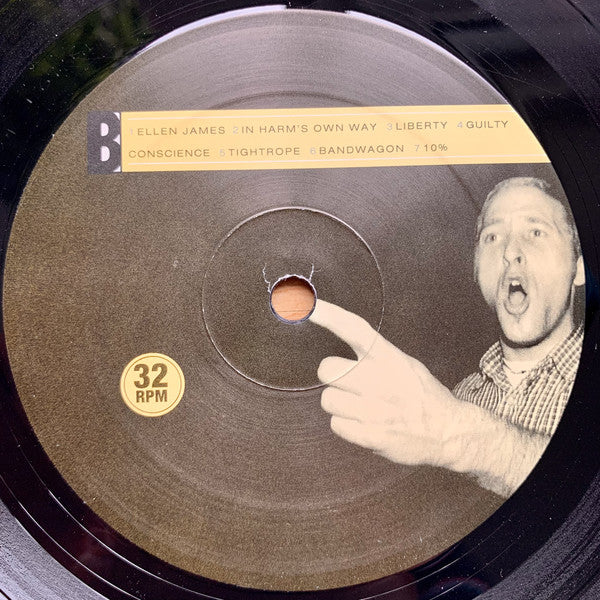 B 1 ELLEN JAMES 2 IN HARM'S OWN WAY 3 LIBERTY 4 GUILTY
CONSCIENCE 5 TIGHTROPE 6 BANDWAGON 7 10%
32
RPM